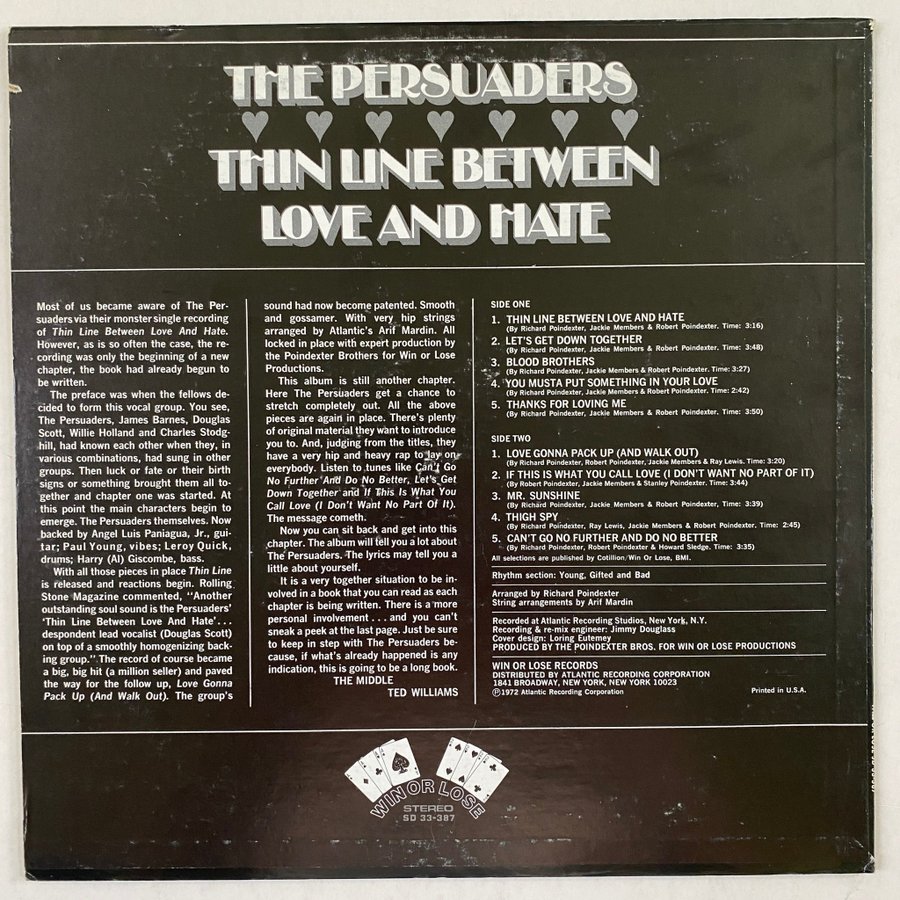 THE PERSUADERS
THIN LINE BETWEEN
LOVE AND HATE
Most of us became aware of The Per-
suaders via their monster single recording
of Thin Line Between Love And Hate.
However, as is so often the case, the re-
cording was only the beginning of a new
chapter, the book had already begun to
be written.
The preface was when the fellows de-
cided to form this vocal group. You see,
The Persuaders, James Barnes, Douglas
Scott, Willie Holland and Charles Stodg-
hill, had known each other when they, in
various combinations, had sung in other
groups. Then luck or fate or their birth
signs or something brought them all to-
gether and chapter one was started. At
this point the main characters begin to
emerge. The Persuaders themselves. Now
backed by Angel Luis Paniagua, Jr., gui-
tar; Paul Young, vibes; Leroy Quick,
drums; Harry (Al) Giscombe, bass.
With all those pieces in place Thin Line
is released and reactions begin. Rolling
Stone Magazine commented, "Another
outstanding soul sound is the Persuaders'
'Thin Line Between Love And Hate'...
despondent lead vocalist (Douglas Scott)
on top of a smoothly homogenizing back-
ing group." The record of course became
a big, big hit (a million seller) and paved
the way for the follow up, Love Gonna
Pack Up (And Walk Out). The group's
sound had now become patented. Smooth
and gossamer. With very hip strings
arranged by Atlantic's Arif Mardin. All
locked in place with expert production by
the Poindexter Brothers for Win or Lose
Productions.
This album is still another chapter.
Here The Persuaders get a chance to
stretch completely out. All the above
pieces are again in place. There's plenty
of original material they want to introduce
you to. And, judging from the titles, they
have a very hip and heavy rap to lay on
everybody. Listen to tunes like Can't Go
No Further And Do No Better, Let's Get
Down Together and If This Is What You
Call Love (I Don't Want No Part Of It).
The message cometh.
Now you can sit back and get into this
chapter. The album will tell you a lot about
The Persuaders. The lyrics may tell you a
little about yourself.
It is a very together situation to be in-
volved in a book that you can read as each
chapter is being written. There is a more
personal involvement ... and you can't
sneak a peek at the last page. Just be sure
to keep in step with The Persuaders be-
cause, if what's already happened is any
indication, this is going to be a long book.
THE MIDDLE
TED WILLIAMS
SIDE ONE
1. THIN LINE BETWEEN LOVE AND HATE
(By Richard Poindexter, Jackie Members & Robert Poindexter. Time: 3:16)
2. LET'S GET DOWN TOGETHER
(By Richard Poindexter, Jackie Members & Robert Poindexter. Time: 3:48)
3. BLOOD BROTHERS
(By Richard Poindexter, Jackie Members & Robert Poindexter. Time: 3:27)
4. YOU MUSTA PUT SOMETHING IN YOUR LOVE
(By Richard Poindexter, Jackie Members & Robert Poindexter. Time: 2:42)
5. THANKS FOR LOVING ME
(By Richard Poindexter, Jackie Members & Robert Poindexter. Time: 3:50)
SIDE TWO
1. LOVE GONNA PACK UP (AND WALK OUT)
(By Richard Poindexter, Robert Poindexter, Jackie Members & Ray Lewis. Time: 3:20)
2. IF THIS IS WHAT YOU CALL LOVE (I DON'T WANT NO PART OF IT)
(By Robert Poindexter, Jackie Members & Stanley Poindexter. Time: 3:44)
3. MR. SUNSHINE
(By Richard Poindexter, Jackie Members & Robert Poindexter. Time: 3:39)
4. THIGH SPY
(By Richard Poindexter, Ray Lewis, Jackie Members & Robert Poindexter. Time: 2:45)
5. CAN'T GO NO FURTHER AND DO NO BETTER
(By Richard Poindexter, Robert Poindexter & Howard Sledge. Time: 3:35)
All selections are published by Cotillion/Win Or Lose, BMI.
Rhythm section: Young, Gifted and Bad
Arranged by Richard Poindexter
String arrangements by Arif Mardin
Recorded at Atlantic Recording Studios, New York, N.Y.
Recording & re-mix engineer: Jimmy Douglass
Cover design: Loring Eutemey
PRODUCED BY THE POINDEXTER BROS. FOR WIN OR LOSE PRODUCTIONS
WIN OR LOSE RECORDS
DISTRIBUTED BY ATLANTIC RECORDING CORPORATION
1841 BROADWAY, NEW YORK, NEW YORK 10023
Ⓟ1972 Atlantic Recording Corporation
Printed in U.S.A.
WIN OR LOSE
STEREO
SD 33-387